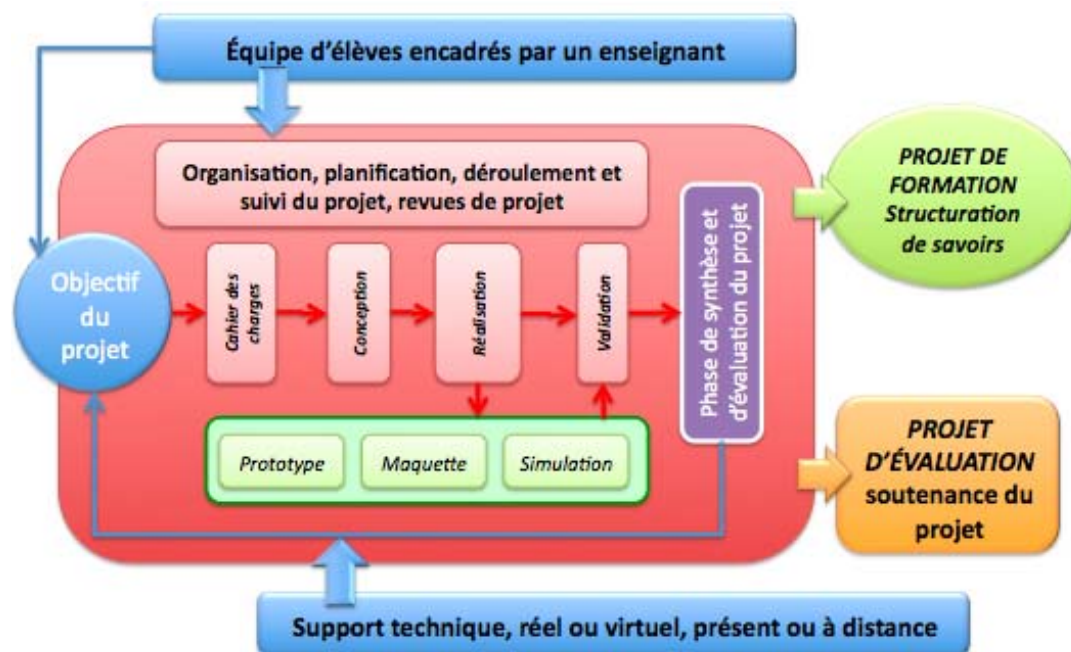 Équipe d’élèves encadrés par un enseignant
Organisation, planification, déroulement et
suivi du projet, revues de projet
Objectif
du
projet
Cahier des
charges
Conception
Réalisation
Validation
Prototype
Maquette
Simulation
Phase de synthèse et
d’évaluation du projet
PROJET DE
FORMATION
Structuration
de savoirs
PROJET
D’ÉVALUATION
soutenance du
projet
Support technique, réel ou virtuel, présent ou à distance